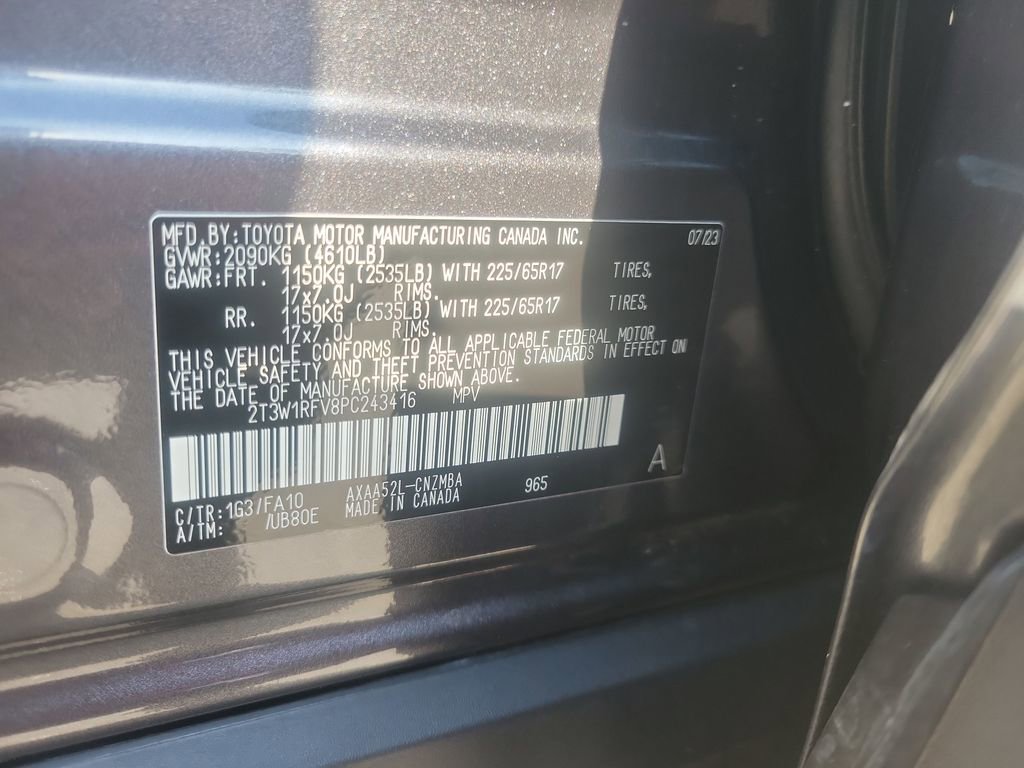 MFD.BY:TOYOTA MOTOR MANUFACTURING CANADA INC. 07/23
GVWR:2090KG (4610LB)
GAWR:FRT. 1150KG (2535LB) WITH 225/65R17 TIRES,
17x7.0J RIMS.
RR. 1150KG (2535LB) WITH 225/65R17 TIRES,
17x7.0J RIMS.
THIS VEHICLE CONFORMS TO ALL APPLICABLE FEDERAL MOTOR
VEHICLE SAFETY AND THEFT PREVENTION STANDARDS IN EFFECT ON
THE DATE OF MANUFACTURE SHOWN ABOVE.
2T3W1RFV8PC243416 MPV
A
C/TR:1G3/FA10 AXAA52L-CNZMBA 965
A/TM: /UB80E MADE IN CANADA